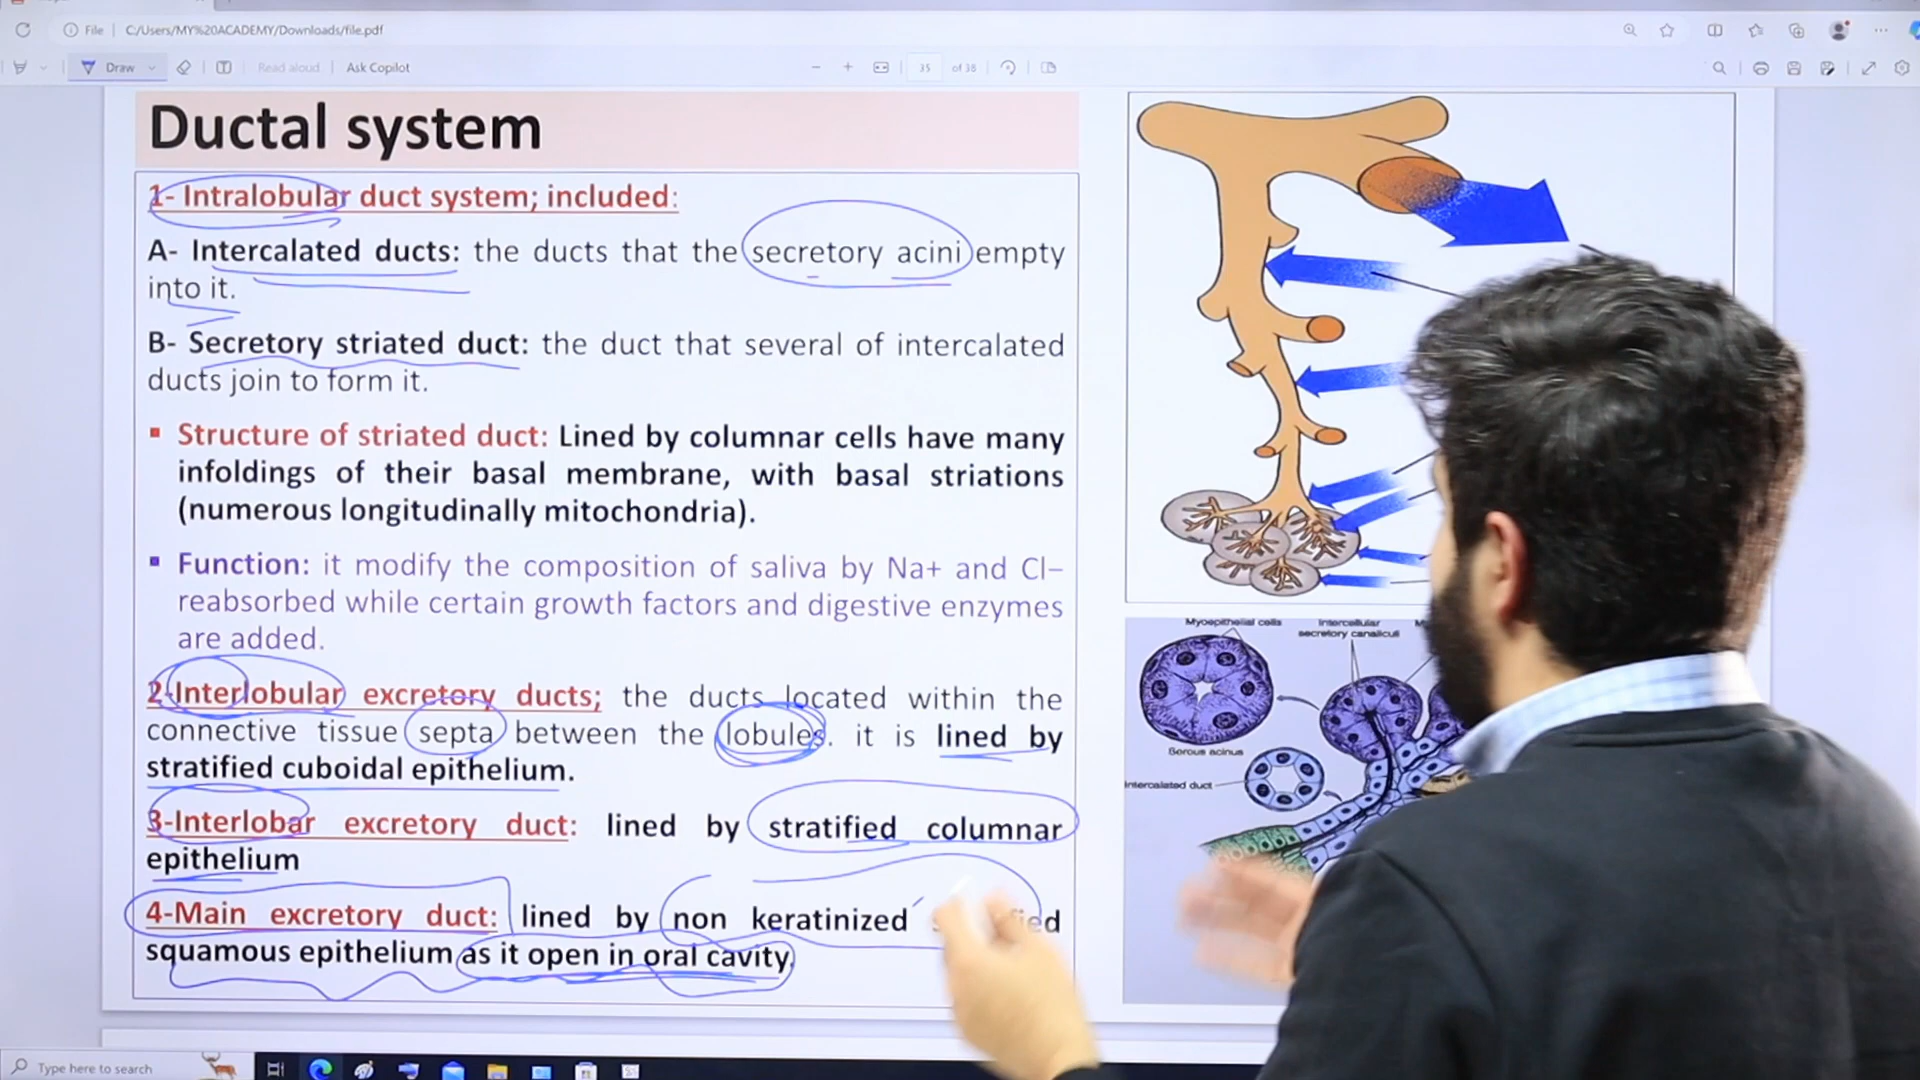 File
C:/Users/MY%20ACADEMY/Downloads/file.pdf
Draw
Read aloud
Ask Copilot
35
of 38
Ductal system
1- Intralobular duct system; included:
A- Intercalated ducts: the ducts that the secretory acini empty
into it.
B- Secretory striated duct: the duct that several of intercalated
ducts join to form it.
Structure of striated duct: Lined by columnar cells have many
infoldings of their basal membrane, with basal striations
(numerous longitudinally mitochondria).
Function: it modify the composition of saliva by Na+ and Cl–
reabsorbed while certain growth factors and digestive enzymes
are added.
2-Interlobular excretory ducts; the ducts located within the
connective tissue septa between the lobules. it is lined by
stratified cuboidal epithelium.
3-Interlobar excretory duct: lined by stratified columnar
epithelium
4-Main excretory duct: lined by non keratinized
squamous epithelium as it open in oral cavity.
Myoepithelial cells
Intercellular
secretory canaliculi
Serous acinus
Intercalated duct
Type here to search